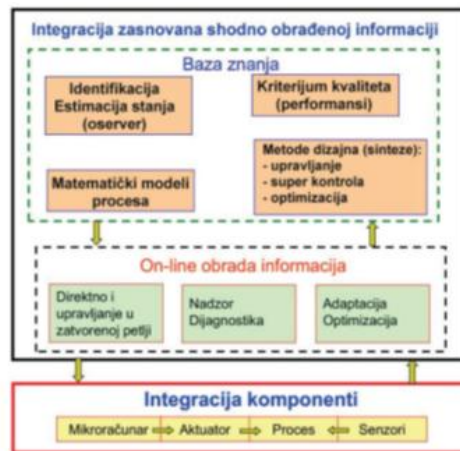 Integracija zasnovana shodno obrađenoj informaciji
Baza znanja
Identifikacija
Estimacija stanja
(oserver)
Kriterijum kvaliteta
(performansi)
Matematički modeli
procesa
Metode dizajna (sinteze):
- upravljanje
- super kontrola
- optimizacija
On-line obrada informacija
Direktno i
upravljanje u
zatvorenoj petlji
Nadzor
Dijagnostika
Adaptacija
Optimizacija
Integracija komponenti
Mikroračunar
Aktuator
Proces
Senzori